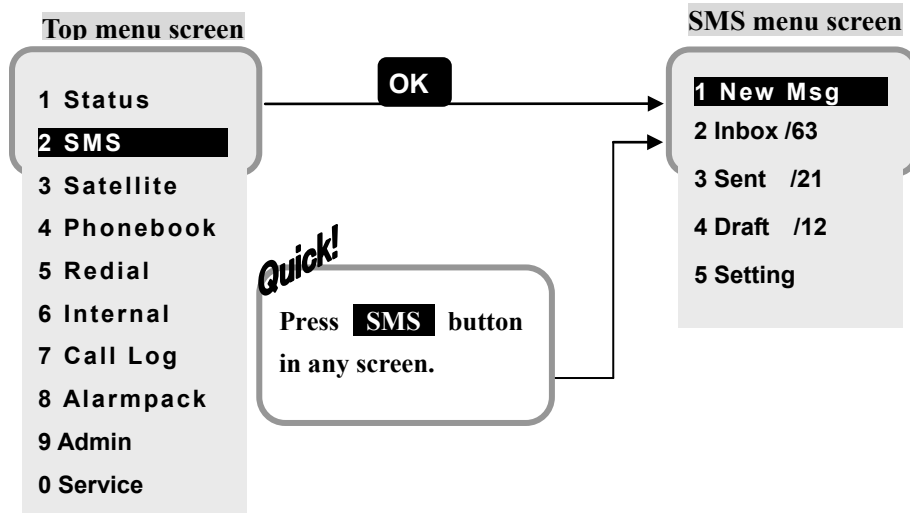 Top menu screen
1 Status
2 SMS
3 Satellite
4 Phonebook
5 Redial
6 Internal
7 Call Log
8 Alarmpack
9 Admin
0 Service
OK
Quick!
Press SMS button
in any screen.
SMS menu screen
1 New Msg
2 Inbox /63
3 Sent /21
4 Draft /12
5 Setting